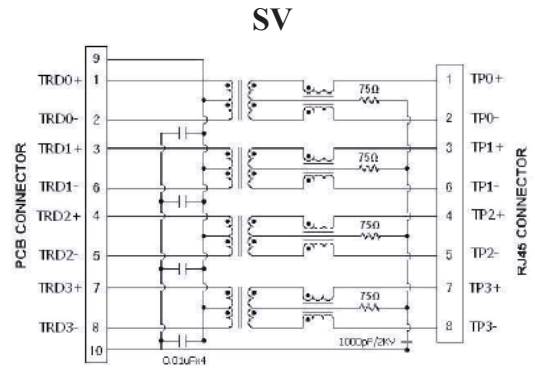 SV
9
TRD0+ 1 1 TP0+
75Ω
TRD0- 2 2 TP0-
TRD1+ 3 3 TP1+
75Ω
TRD1- 6 6 TP1-
TRD2+ 4 4 TP2+
75Ω
TRD2- 5 5 TP2-
TRD3+ 7 7 TP3+
75Ω
TRD3- 8 8 TP3-
1000pF/2KV
10
0.01uFx4
PCB CONNECTOR
RJ45 CONNECTOR